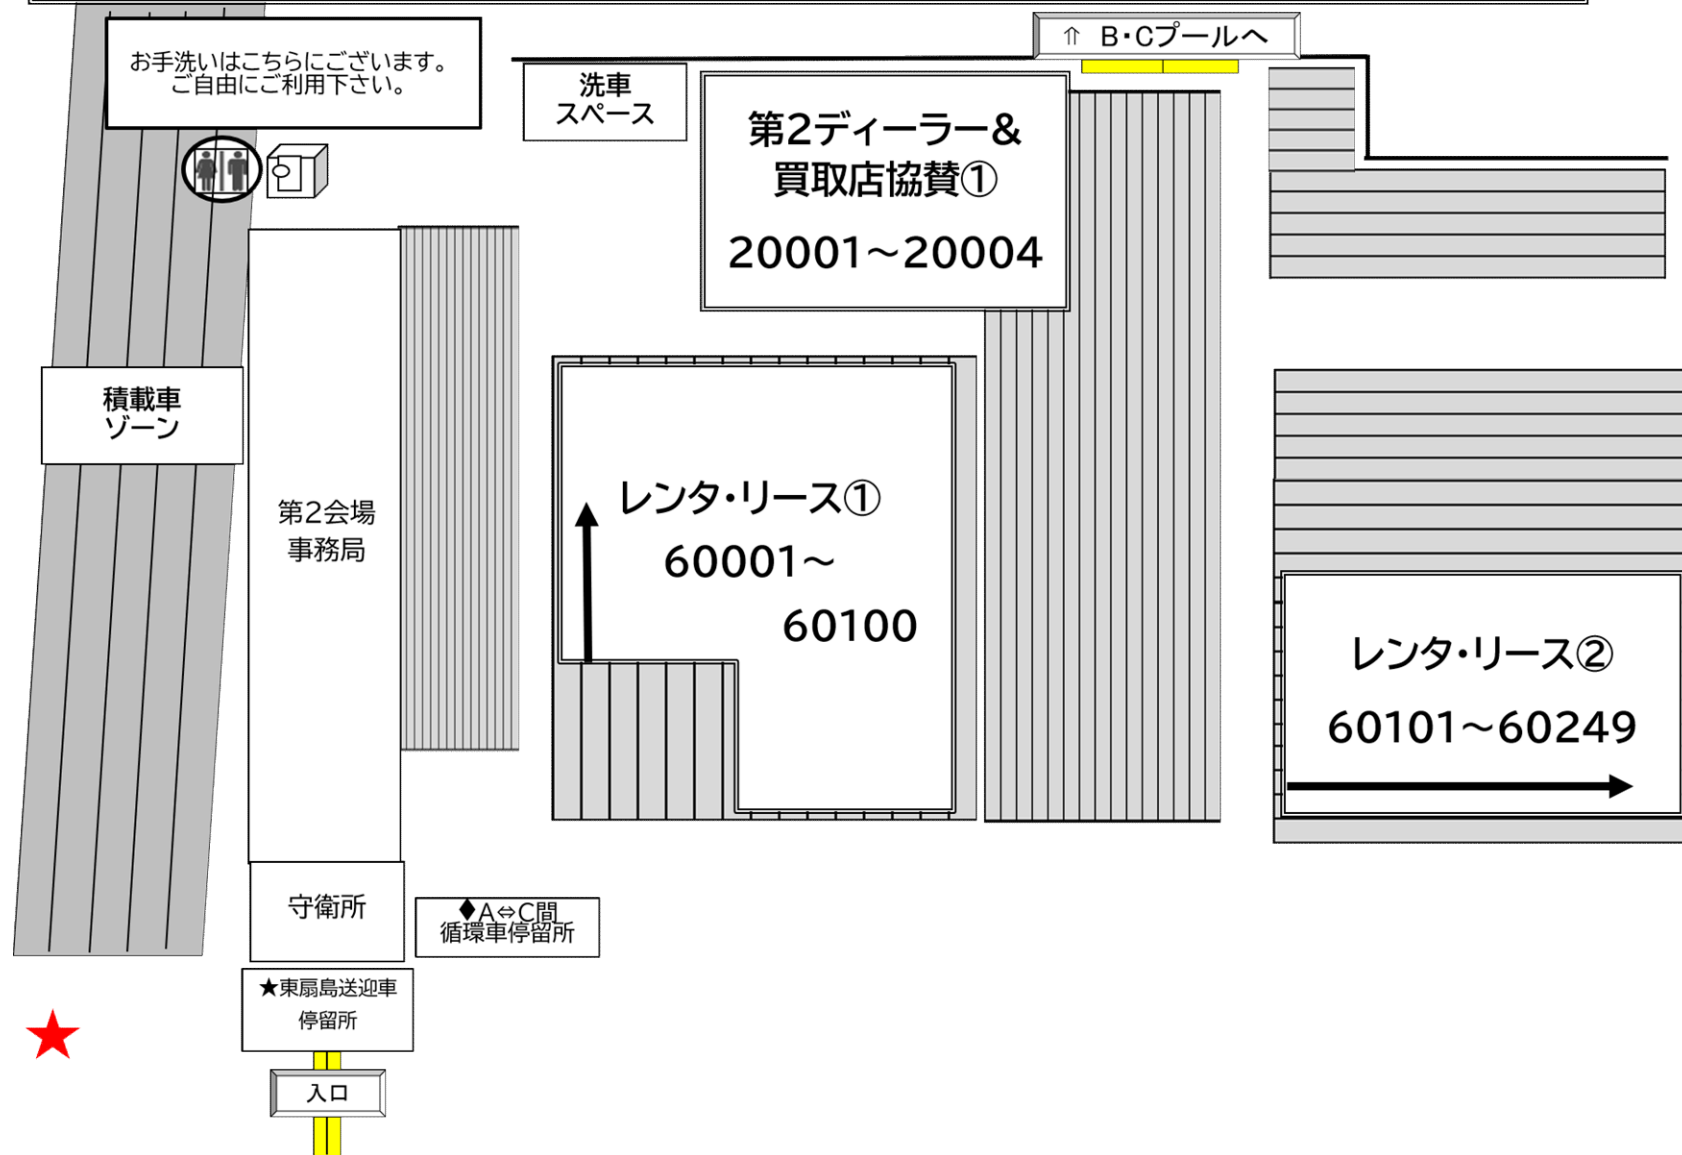 お手洗いはこちらにございます。
ご自由にご利用下さい。
⇑ B・Cプールへ
洗車
スペース
第2ディーラー&
買取店協賛①
20001～20004
積載車
ゾーン
第2会場
事務局
レンタ・リース①
60001～
60100
レンタ・リース②
60101～60249
守衛所
♦A⇔C間
循環車停留所
★東扇島送迎車
停留所
入口